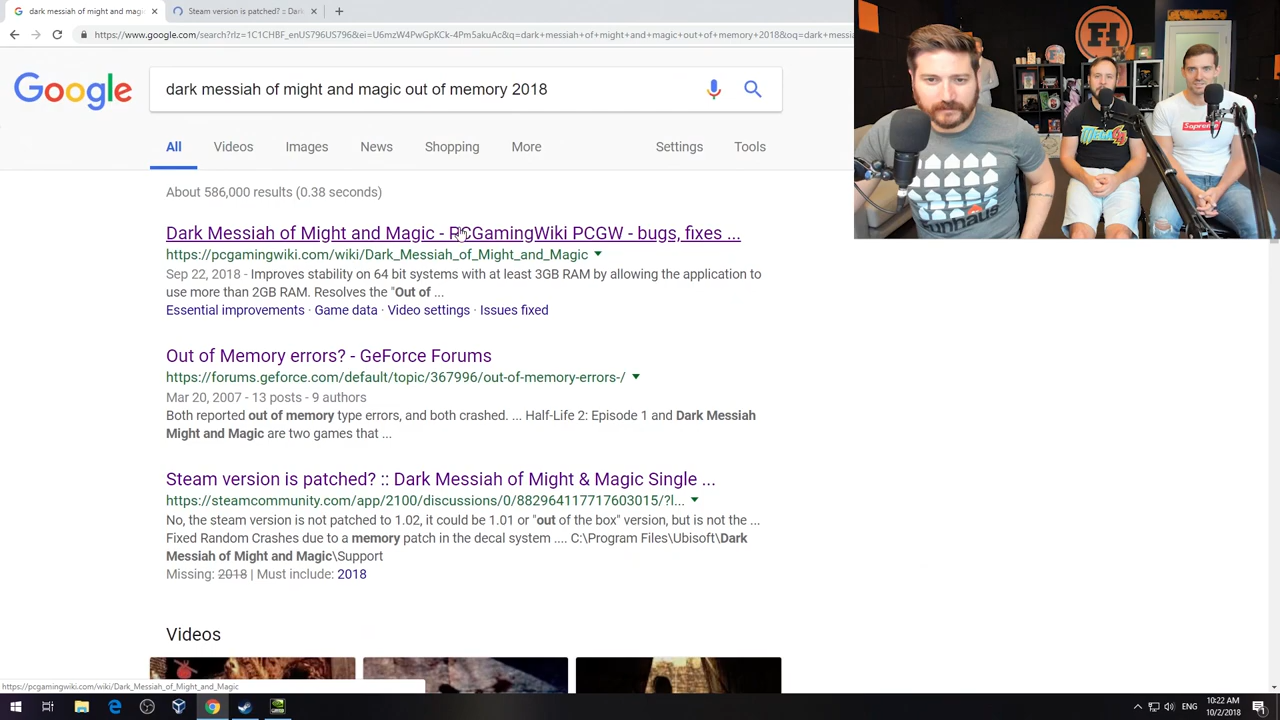 dark messiah of might and mag
Steam version is patched? :: Dark
https://www.google.com/search?rlz=1C1CHBF_enUS796US796&ei=U6mzW4PwGpKCk-4P
q=dark+messiah+of+might+and+magic+out+of+memory+2018&oq=dark+mess
Google
dark messiah of might and magic out of memory 2018
All
Videos
Images
News
Shopping
More
Settings
Tools
About 586,000 results (0.38 seconds)
Dark Messiah of Might and Magic - PCGamingWiki PCGW - bugs, fixes ...
https://pcgamingwiki.com/wiki/Dark_Messiah_of_Might_and_Magic
Sep 22, 2018 - Improves stability on 64 bit systems with at least 3GB RAM by allowing the application to
use more than 2GB RAM. Resolves the "Out of ...
Essential improvements · Game data · Video settings · Issues fixed
Out of Memory errors? - GeForce Forums
https://forums.geforce.com/default/topic/367996/out-of-memory-errors-/
Mar 20, 2007 - 13 posts - 9 authors
Both reported out of memory type errors, and both crashed. ... Half-Life 2: Episode 1 and Dark Messiah
Might and Magic are two games that ...
Steam version is patched? :: Dark Messiah of Might & Magic Single ...
https://steamcommunity.com/app/2100/discussions/0/882964117717603015/?l...
No, the steam version is not patched to 1.02, it could be 1.01 or "out of the box" version, but is not the ...
Fixed Random Crashes due to a memory patch in the decal system .... C:\Program Files\Ubisoft\Dark
Messiah of Might and Magic\Support
Missing: 2018 | Must include: 2018
Videos
https://pcgamingwiki.com/wiki/Dark_Messiah_of_Might_and_Magic
10:22 AM
10/2/2018